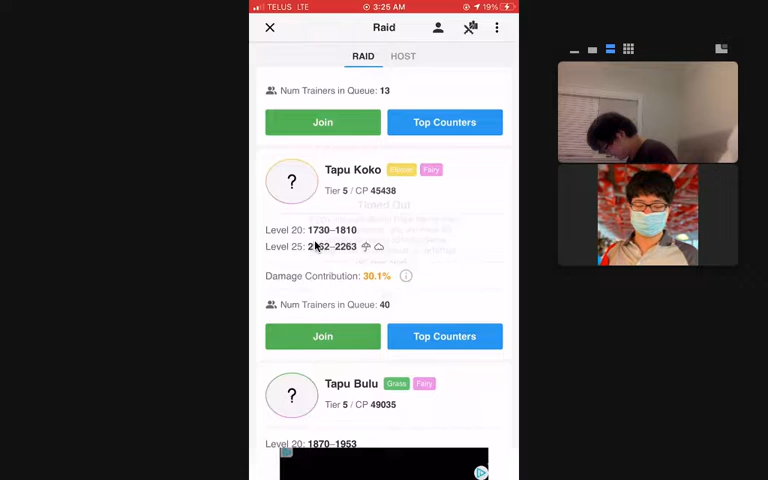 TELUS LTE 3:25 AM 19%
Raid
RAID HOST
Num Trainers in Queue: 13
Join Top Counters
?
Tapu Koko Electric Fairy
Tier 5 / CP 45438
Timed Out
Level 20: 1730–1810
Level 25: –2263
Damage Contribution: 30.1%
Num Trainers in Queue: 40
Join Top Counters
?
Tapu Bulu Grass Fairy
Tier 5 / CP 49035
Level 20: 1870–1953